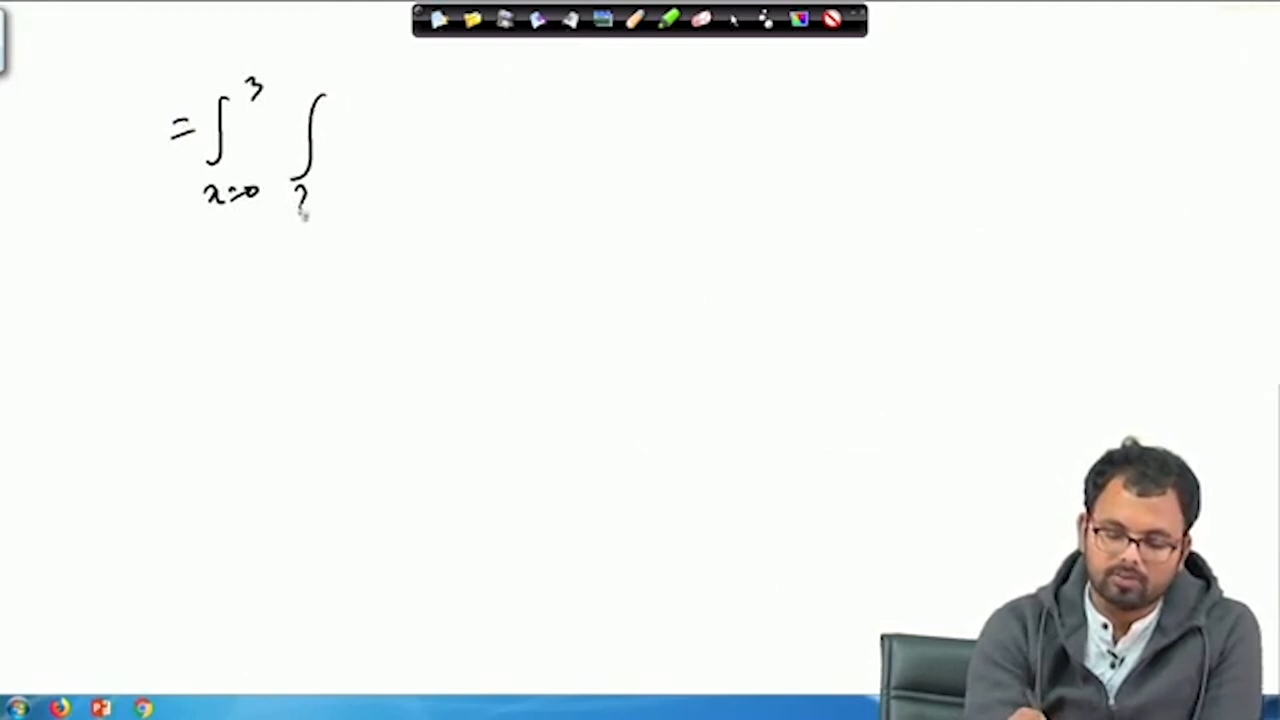 = ∫ 3 ∫
x=0